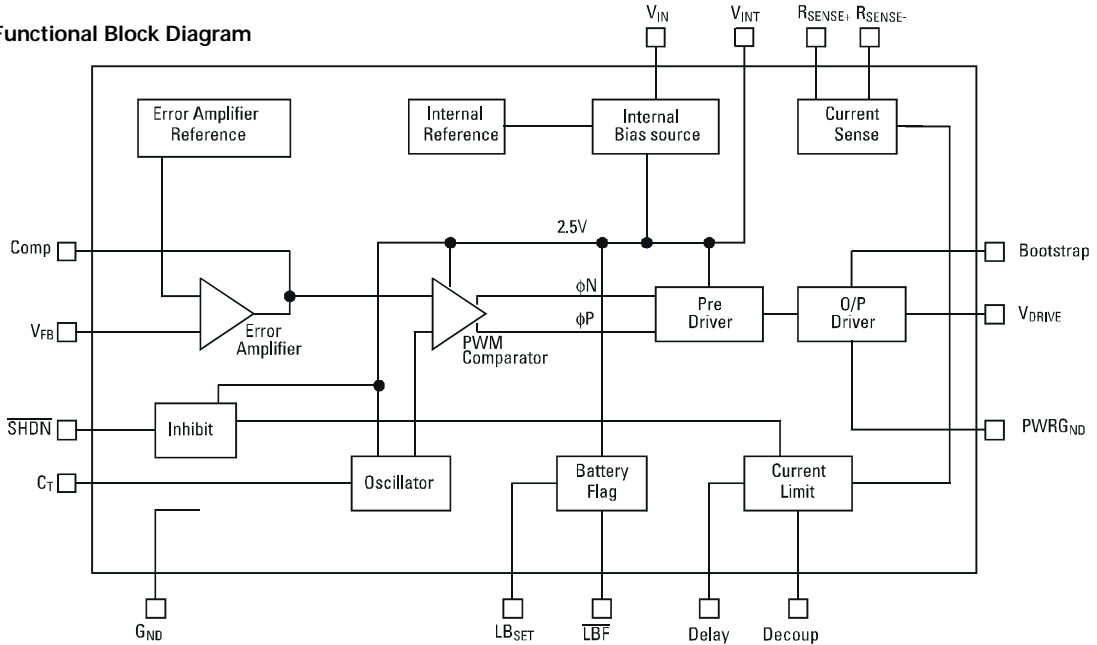 Functional Block Diagram
VIN
VINT
RSENSE+
RSENSE-
Error Amplifier
Reference
Internal
Reference
Internal
Bias source
Current
Sense
2.5V
Comp
Bootstrap
ϕN
ϕP
Pre
Driver
O/P
Driver
VDRIVE
VFB
Error
Amplifier
PWM
Comparator
SHDN
Inhibit
PWRGND
CT
Oscillator
Battery
Flag
Current
Limit
GND
LBSET
LBF
Delay
Decoup